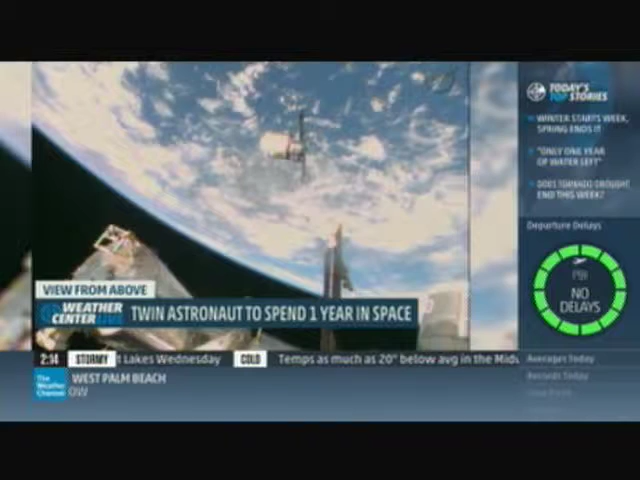 TODAY'S
TOP STORIES
WINTER STARTS WEEK,
SPRING ENDS IT
"ONLY ONE YEAR
OF WATER LEFT"
DOES TORNADO DROUGHT
END THIS WEEK?
Departure Delays
PBI
NO
DELAYS
VIEW FROM ABOVE
WEATHER
CENTER LIVE
TWIN ASTRONAUT TO SPEND 1 YEAR IN SPACE
2:14 STORMY Lakes Wednesday COLD Temps as much as 20° below avg in the
Averages Today
Records Today
The
Weather
Channel
WEST PALM BEACH
OW